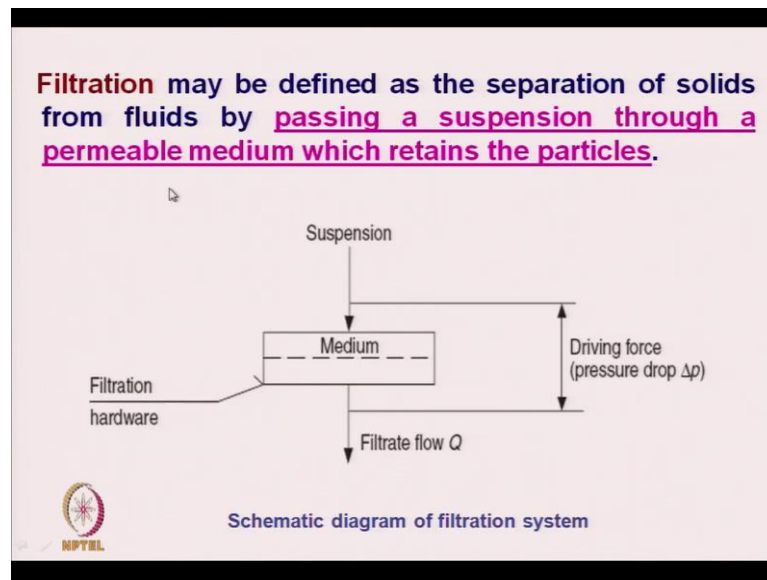 Filtration may be defined as the separation of solids
from fluids by passing a suspension through a
permeable medium which retains the particles.
Suspension
Medium
Driving force
(pressure drop Δp)
Filtration
hardware
Filtrate flow Q
Schematic diagram of filtration system
NPTEL